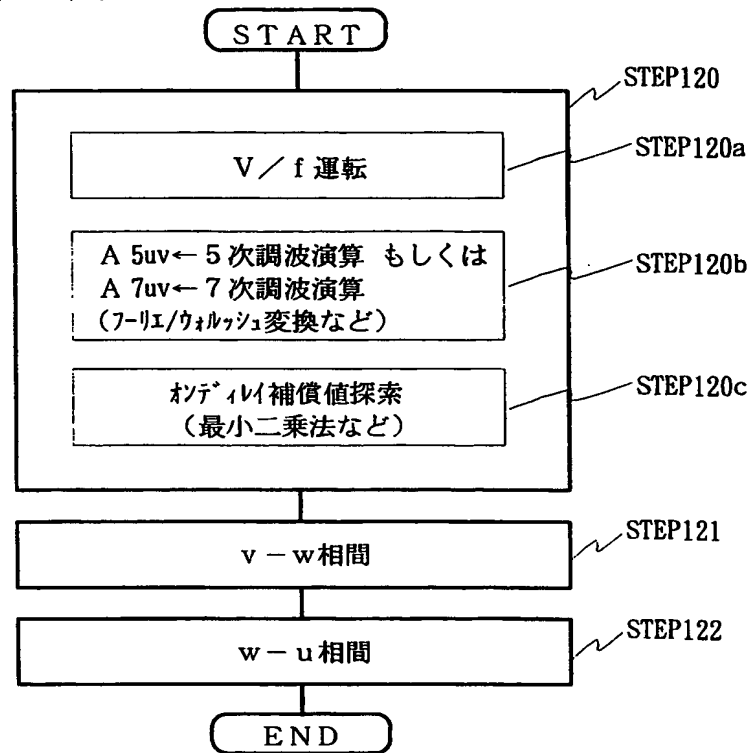 START
STEP120
V／f 運転
STEP120a
A 5uv←5次調波演算 もしくは
A 7uv←7次調波演算
(ﾌｰﾘｴ/ｳｫﾙｯｼｭ変換など)
STEP120b
ｵﾝﾃﾞｨﾚｲ補償値探索
(最小二乗法など)
STEP120c
v－w相間
STEP121
w－u相間
STEP122
END